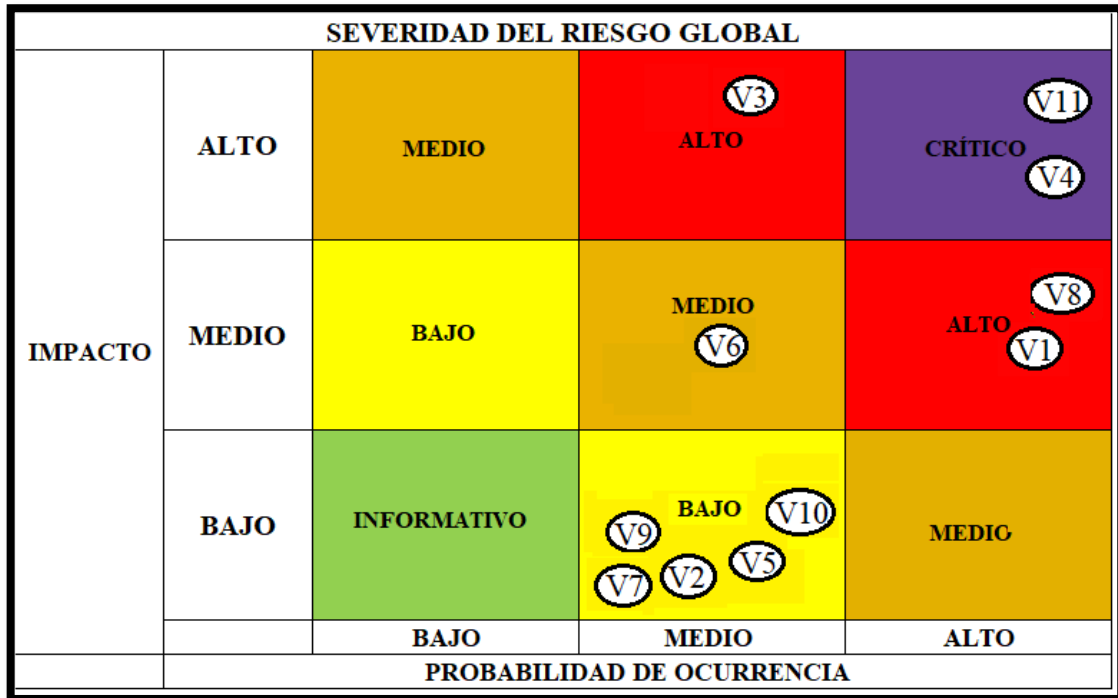 SEVERIDAD DEL RIESGO GLOBAL
V3
V11
ALTO
MEDIO
ALTO
CRÍTICO
V4
V8
MEDIO
ALTO
IMPACTO
MEDIO
BAJO
V6
V1
BAJO
INFORMATIVO
BAJO
V10
MEDIO
V9
V5
V7
V2
BAJO
MEDIO
ALTO
PROBABILIDAD DE OCURRENCIA